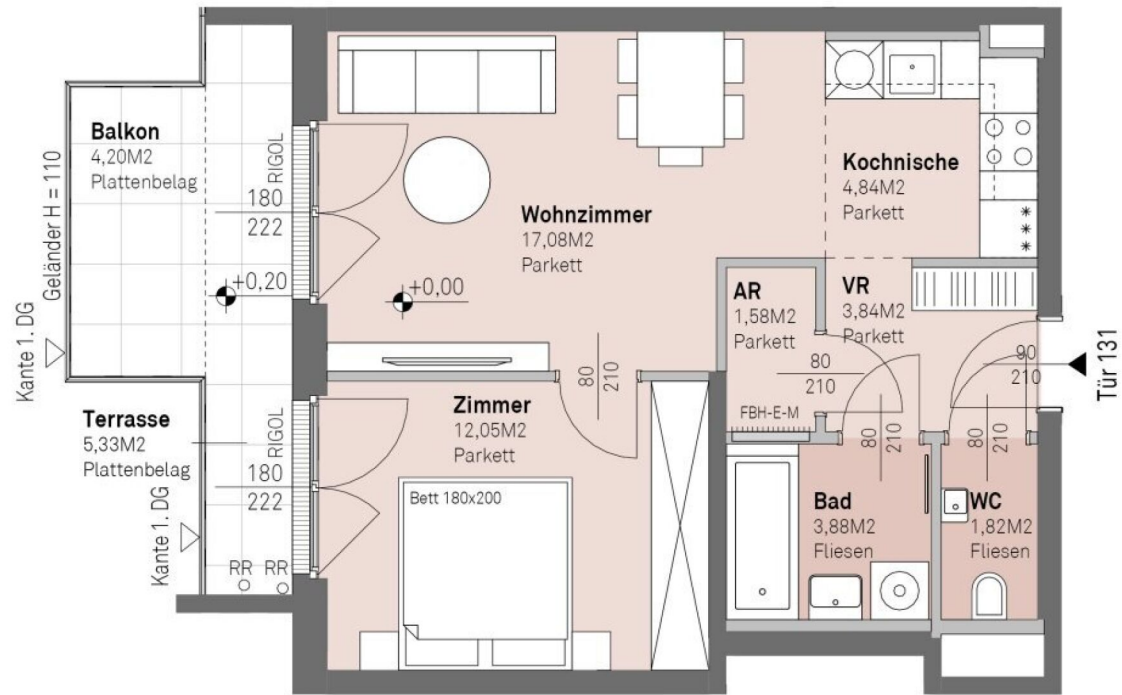 Balkon
4,20M2
Plattenbelag
Geländer H = 110
Kante 1. DG
RIGOL
180
222
+0,20
+0,00
Wohnzimmer
17,08M2
Parkett
Kochnische
4,84M2
Parkett
AR
1,58M2
Parkett
FBH-E-M
VR
3,84M2
Parkett
80
210
90
210
Tür 131
80
210
Terrasse
5,33M2
Plattenbelag
Kante 1. DG
RIGOL
180
222
RR RR
Zimmer
12,05M2
Parkett
Bett 180x200
80
210
80
210
Bad
3,88M2
Fliesen
WC
1,82M2
Fliesen